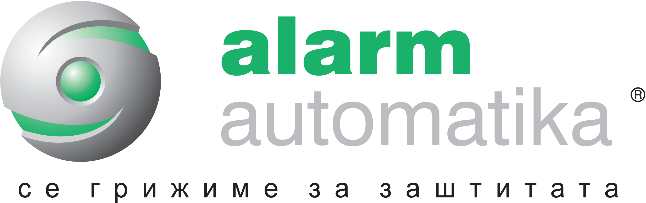 alarm
automatika ®
се грижиме за заштитата